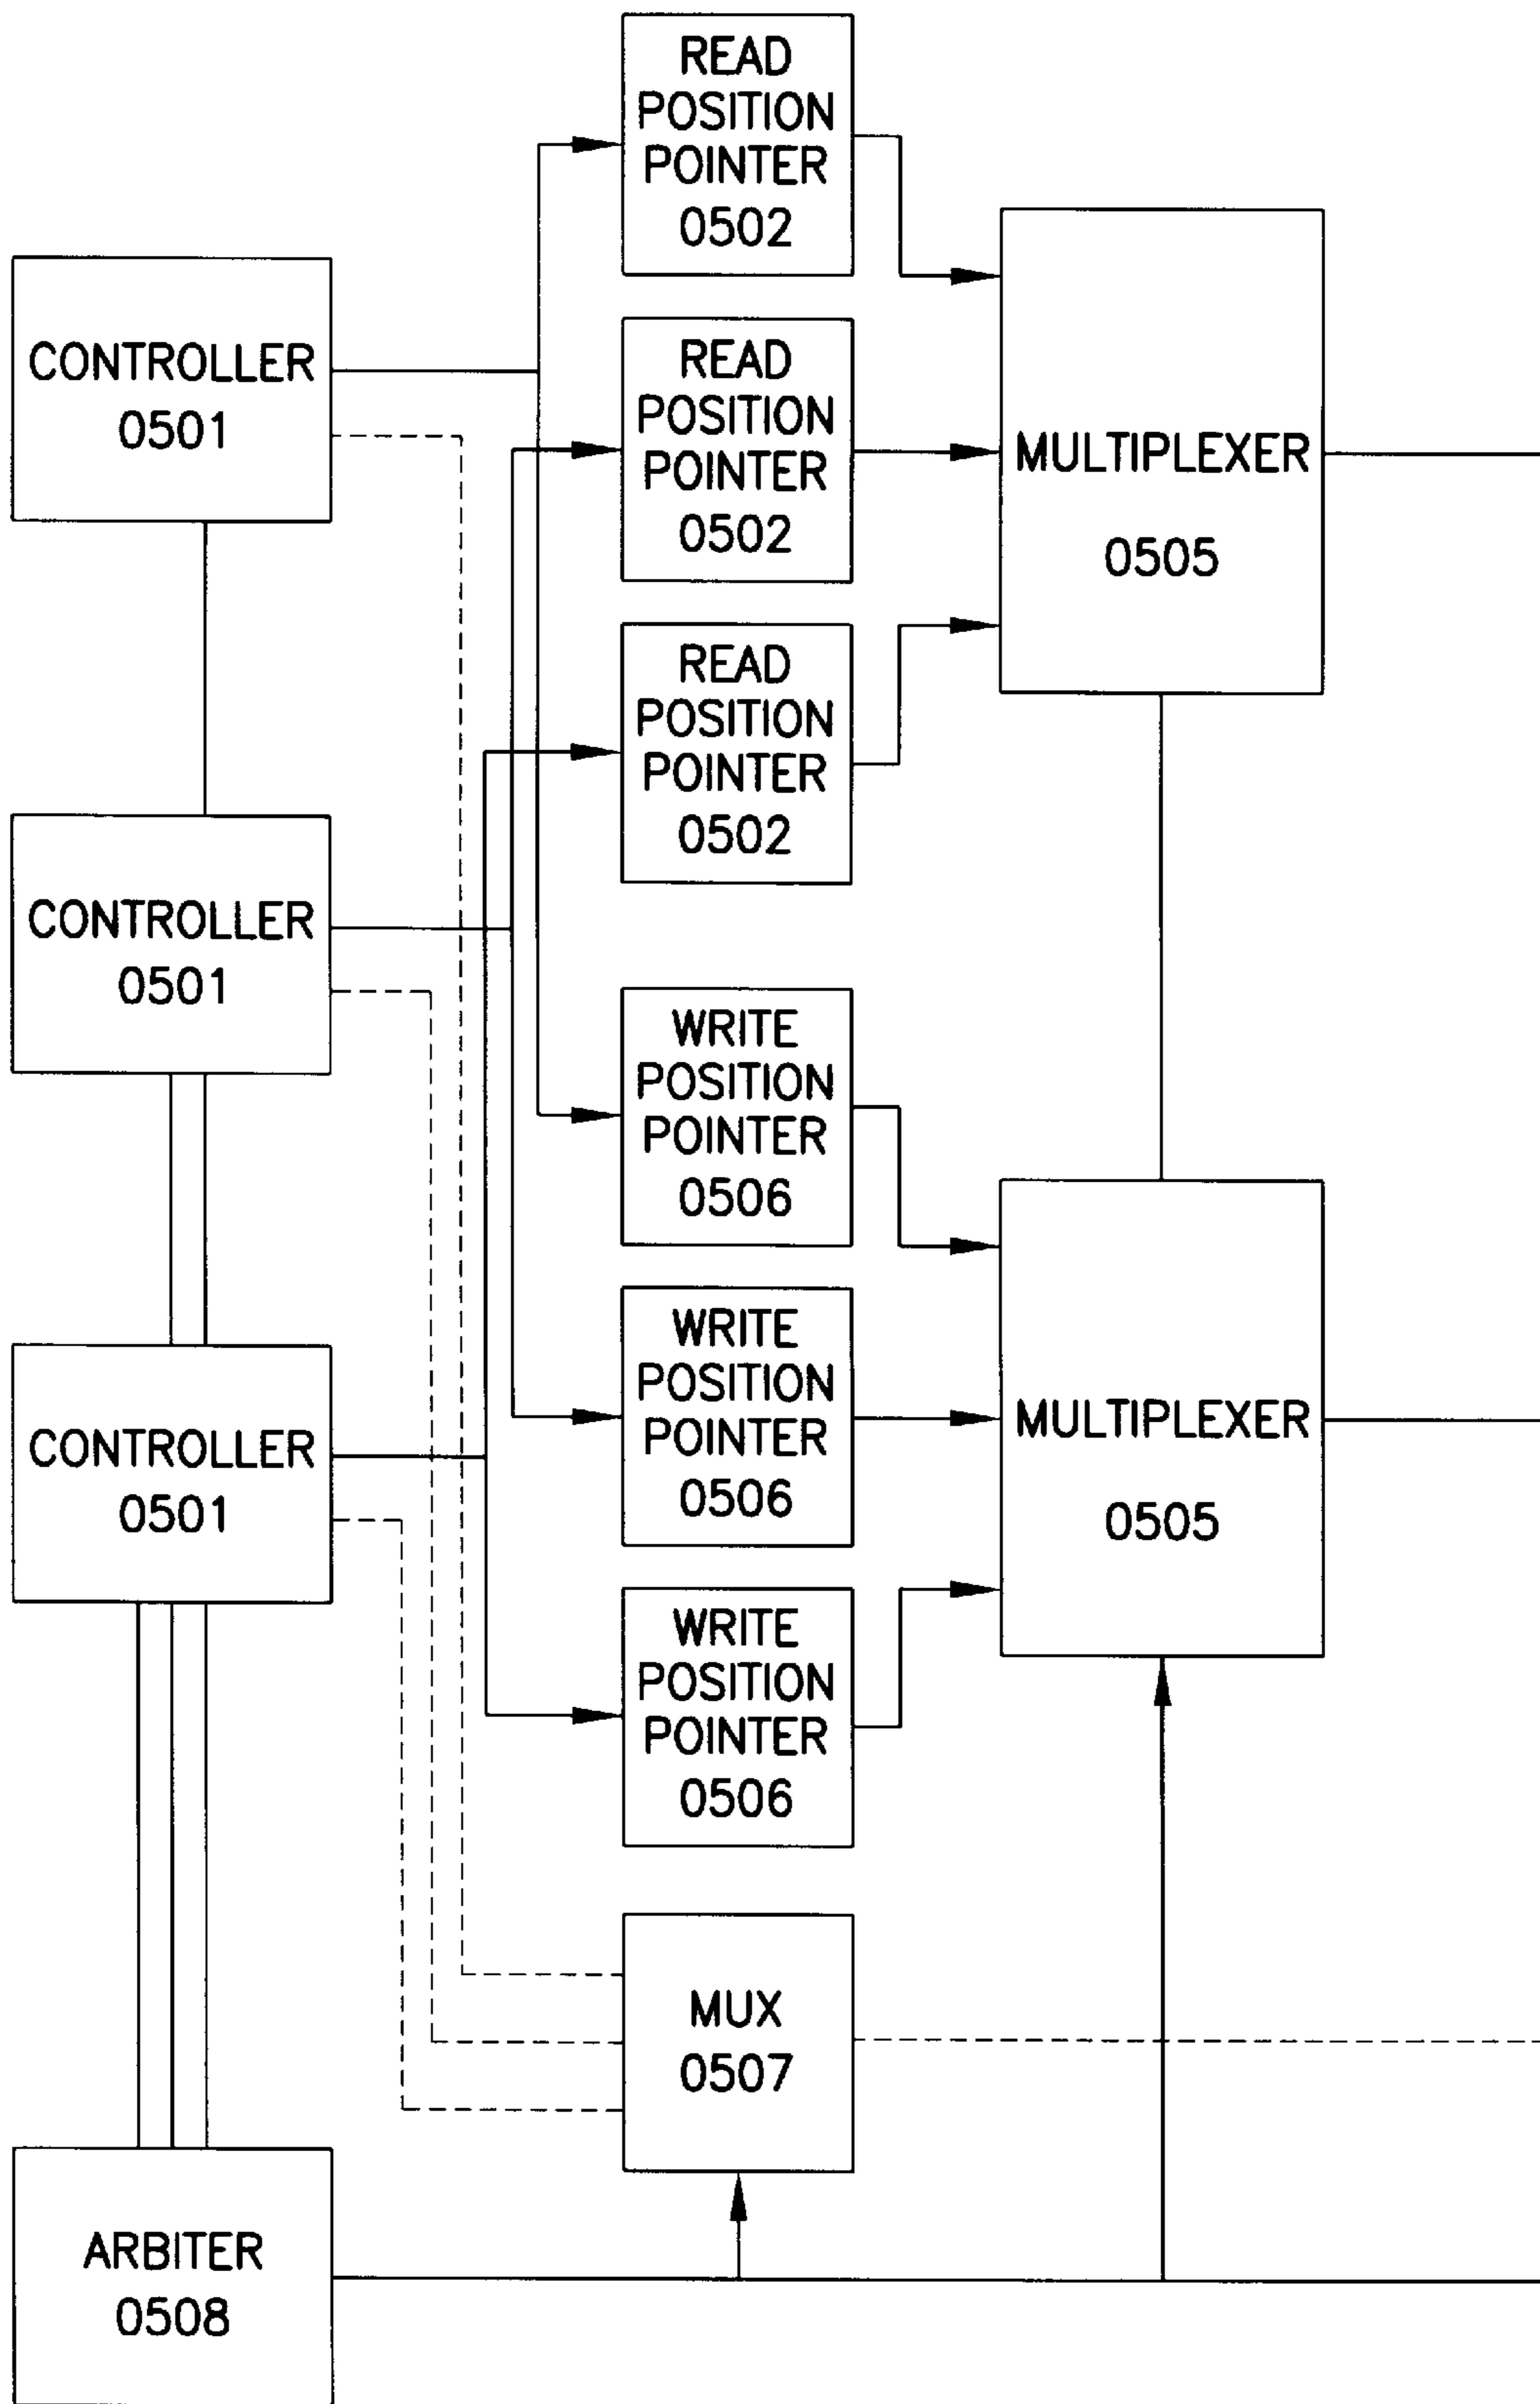 CONTROLLER
0501
CONTROLLER
0501
CONTROLLER
0501
ARBITER
0508
READ
POSITION
POINTER
0502
READ
POSITION
POINTER
0502
READ
POSITION
POINTER
0502
WRITE
POSITION
POINTER
0506
WRITE
POSITION
POINTER
0506
WRITE
POSITION
POINTER
0506
MUX
0507
MULTIPLEXER
0505
MULTIPLEXER
0505